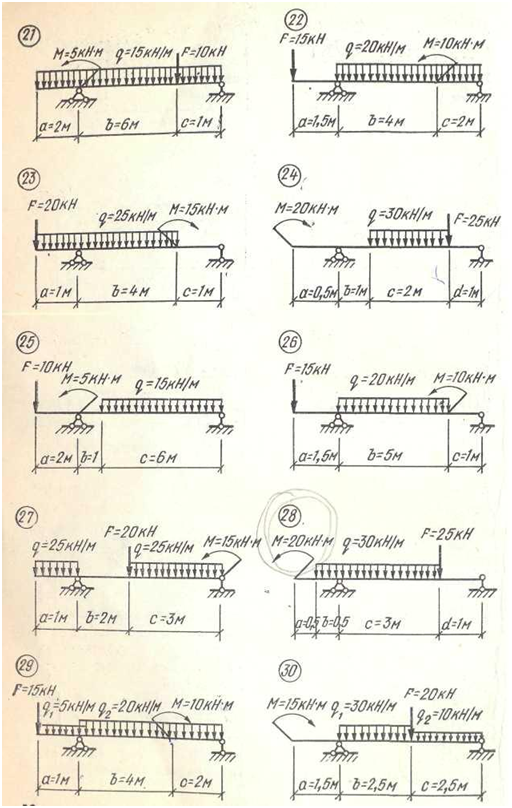 21
M=5кН·м q=15кН/м F=10кН
a=2м b=6м c=1м
22
F=15кН q=20кН/м M=10кН·м
a=1,5м b=4м c=2м
23
F=20кН q=25кН/м M=15кН·м
a=1м b=4м c=1м
24
M=20кН·м q=30кН/м F=25кН
a=0,5м b=1м c=2м d=1м
25
F=10кН M=5кН·м q=15кН/м
a=2м b=1 c=6м
26
F=15кН q=20кН/м M=10кН·м
a=1,5м b=5м c=1м
27
q=25кН/м F=20кН q=25кН/м M=15кН·м
a=1м b=2м c=3м
28
M=20кН·м q=30кН/м F=25кН
a=0,5 b=0,5 c=3м d=1м
29
F=15кН q₁=5кН/м q₂=20кН/м M=10кН·м
a=1м b=4м c=2м
30
M=15кН·м q₁=30кН/м F=20кН q₂=10кН/м
a=1,5м b=2,5м c=2,5м